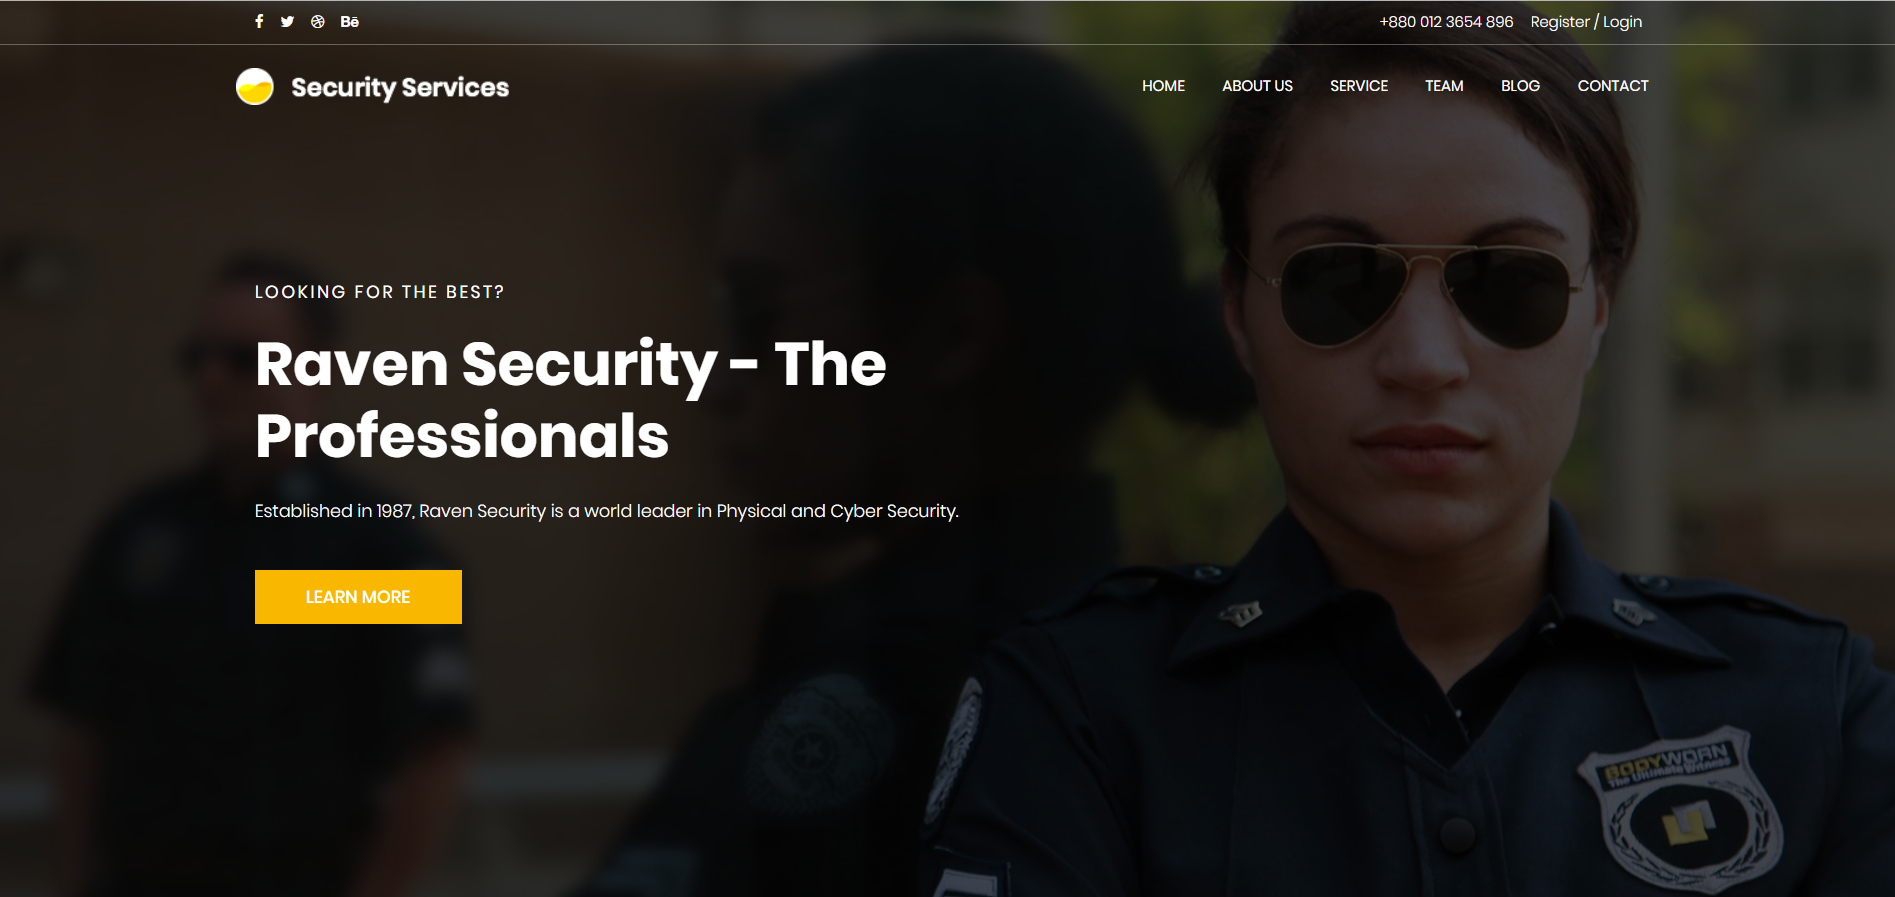 +880 012 3654 896 Register / Login
Security Services
HOME ABOUT US SERVICE TEAM BLOG CONTACT
LOOKING FOR THE BEST?
Raven Security - The
Professionals
Established in 1987, Raven Security is a world leader in Physical and Cyber Security.
LEARN MORE
BODYWORN
The Ultimate Witness